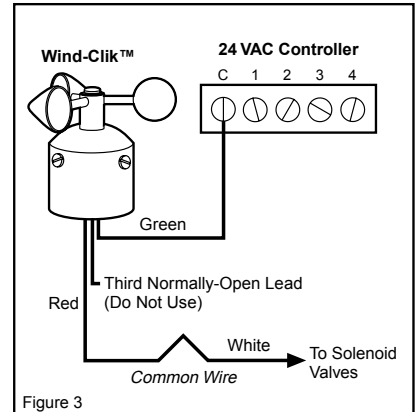 Wind-Clik™
24 VAC Controller
C 1 2 3 4
Green
Third Normally-Open Lead
(Do Not Use)
Red
White
To Solenoid
Valves
Common Wire
Figure 3